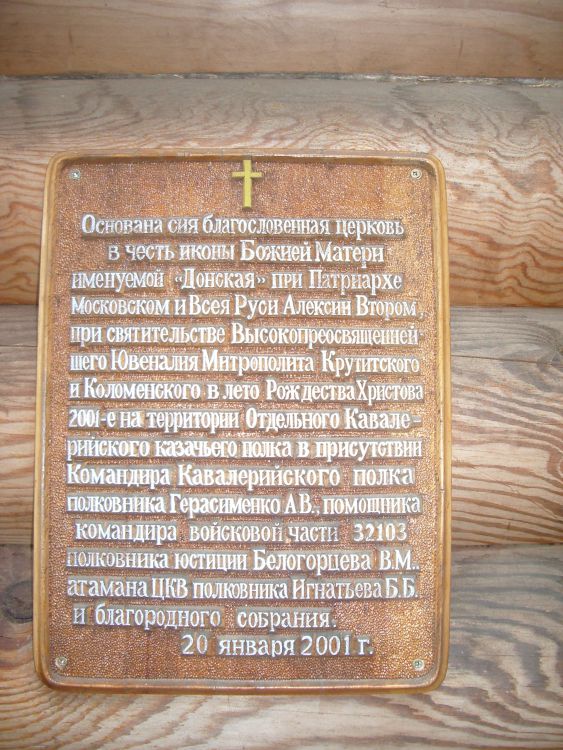 Основана сия благословенная церковь
в честь иконы Божией Матери
именуемой «Донская» при Патриархе
Московском и Всея Руси Алексии Втором,
при святительстве Высокопреосвященней-
шего Ювеналия Митрополита Крутитского
и Коломенского в лето Рождества Христова
2001-е на территории Отдельного Кавале-
рийского казачьего полка в присутствии
Командира Кавалерийского полка
полковника Герасименко А.В., помощника
командира войсковой части 32103
полковника юстиции Белогорцева В.М.,
атамана ЦКВ полковника Игнатьева Б.Б.
и благородного собрания.
20 января 2001 г.